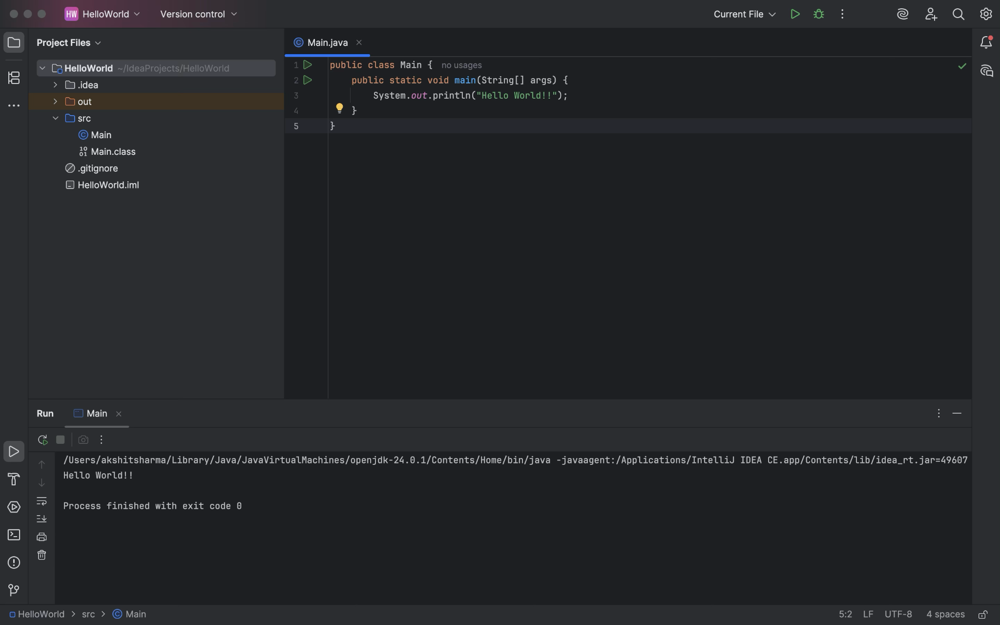 HW HelloWorld Version control Current File
Project Files
Main.java
HelloWorld ~/IdeaProjects/HelloWorld
.idea
out
src
Main
10
01 Main.class
.gitignore
HelloWorld.iml
1 public class Main { no usages
2 public static void main(String[] args) {
3 System.out.println("Hello World!!");
4 }
5 }
Run Main
/Users/akshitsharma/Library/Java/JavaVirtualMachines/openjdk-24.0.1/Contents/Home/bin/java -javaagent:/Applications/IntelliJ IDEA CE.app/Contents/lib/idea_rt.jar=49607
Hello World!!
Process finished with exit code 0
HelloWorld > src > Main 5:2 LF UTF-8 4 spaces